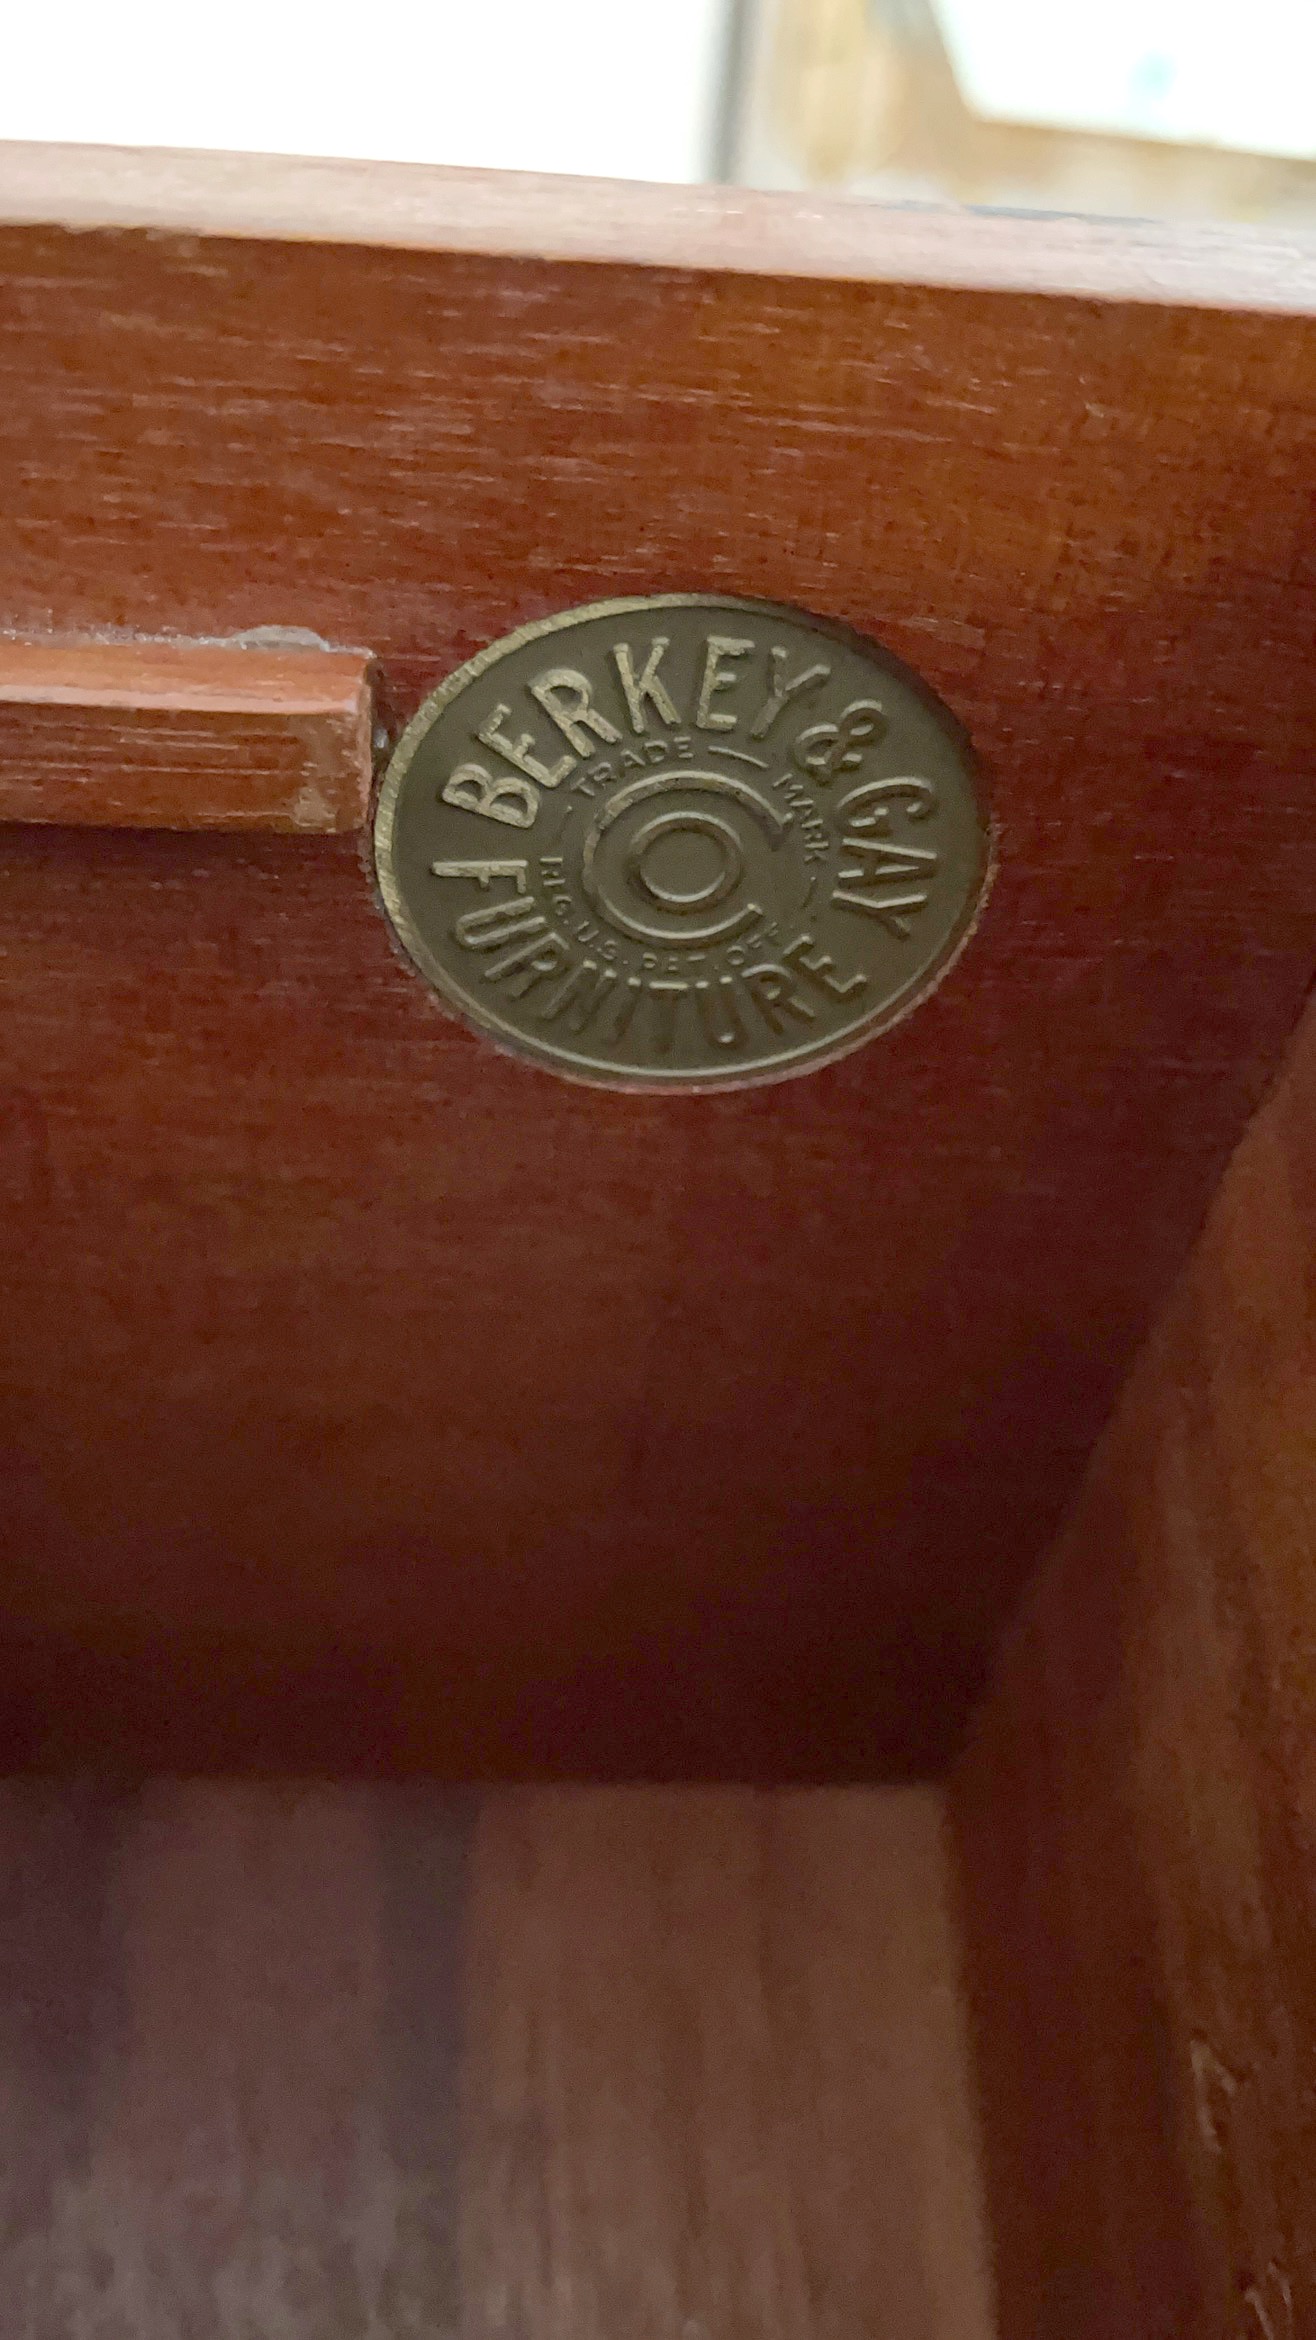 BERKEY & GAY
TRADE MARK
REG. U.S. PAT. OFF.
FURNITURE